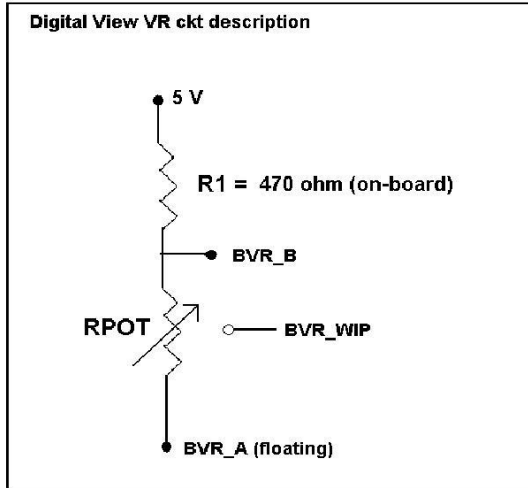 Digital View VR ckt description
5 V
R1 = 470 ohm (on-board)
BVR_B
RPOT
BVR_WIP
BVR_A (floating)